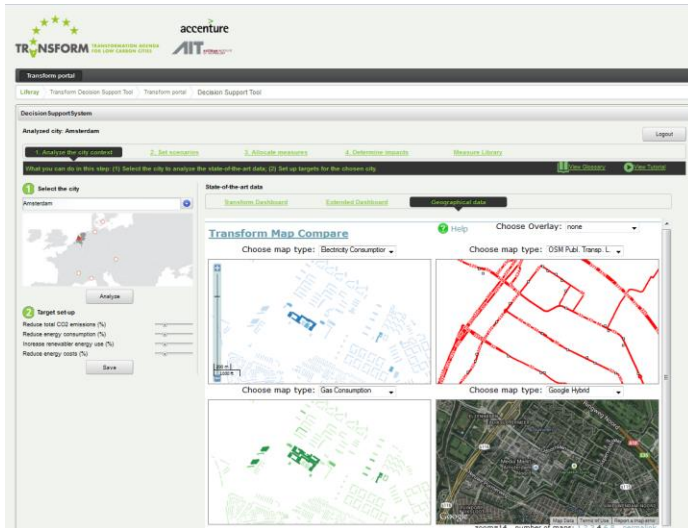 TRANSFORM TRANSFORMATION AGENDA
FOR LOW CARBON CITIES
accenture
AIT
Transform portal
Liferay Transform Decision Support Tool Transform portal Decision Support Tool
DecisionSupportSystem
Analyzed city: Amsterdam
Logout
1. Analyze the city context 2. Set scenarios 3. Allocate measures 4. Determine impacts Measure Library
What you can do in this step: (1) Select the city to analyze the state-of-the-art data, (2) Set up targets for the chosen city
View Glossary View Tutorial
1 Select the city
Amsterdam
Analyze
2 Target set-up
Reduce total CO2 emissions (%)
Reduce energy consumption (%)
Increase renewable energy use (%)
Reduce energy costs (%)
Save
State-of-the-art data
Transform Dashboard Extended Dashboard Geographical data
Transform Map Compare
? Help
Choose Overlay: none
Choose map type: Electricity Consumptior
Choose map type: OSM Publ. Transp. L.
Choose map type: Gas Consumption
Choose map type: Google Hybrid
Google
Map Data Terms of Use Report a map error